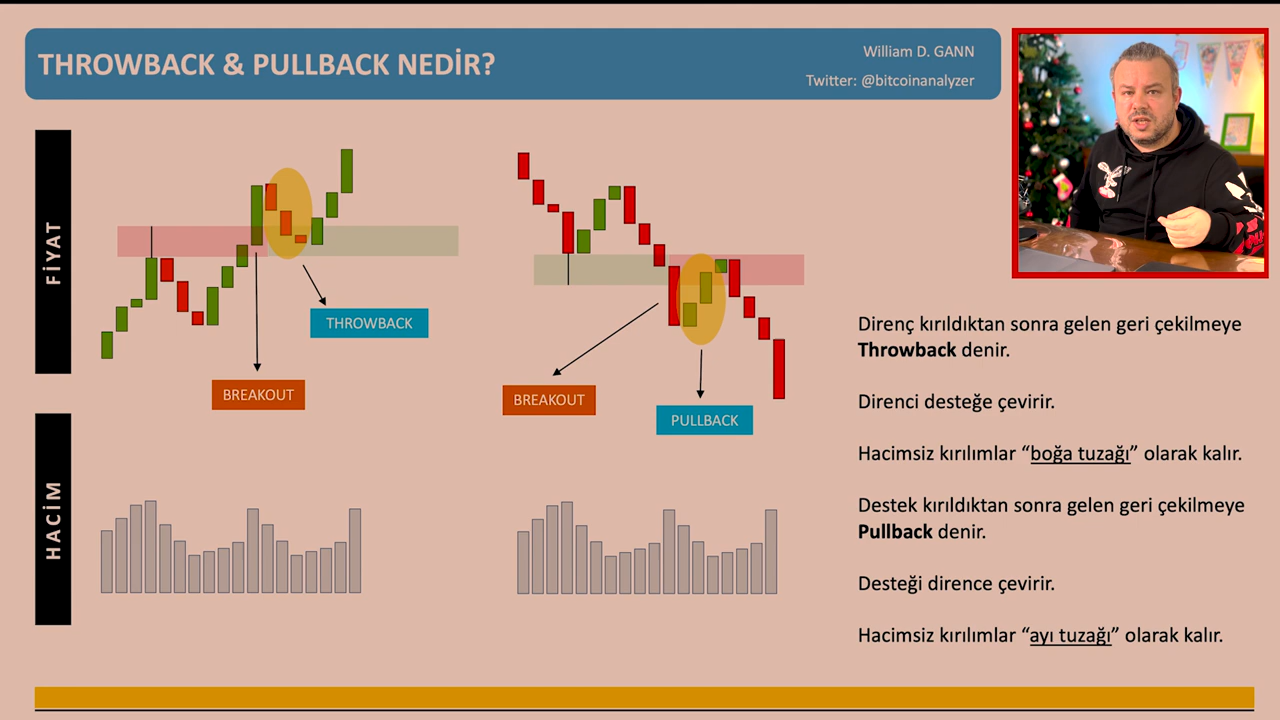 THROWBACK & PULLBACK NEDİR?
William D. GANN
Twitter: @bitcoinanalyzer
FİYAT
THROWBACK
BREAKOUT
BREAKOUT
PULLBACK
HACİM
Direnç kırıldıktan sonra gelen geri çekilmeye
Throwback denir.
Direnci desteğe çevirir.
Hacimsiz kırılımlar “boğa tuzağı” olarak kalır.
Destek kırıldıktan sonra gelen geri çekilmeye
Pullback denir.
Desteği dirence çevirir.
Hacimsiz kırılımlar “ayı tuzağı” olarak kalır.